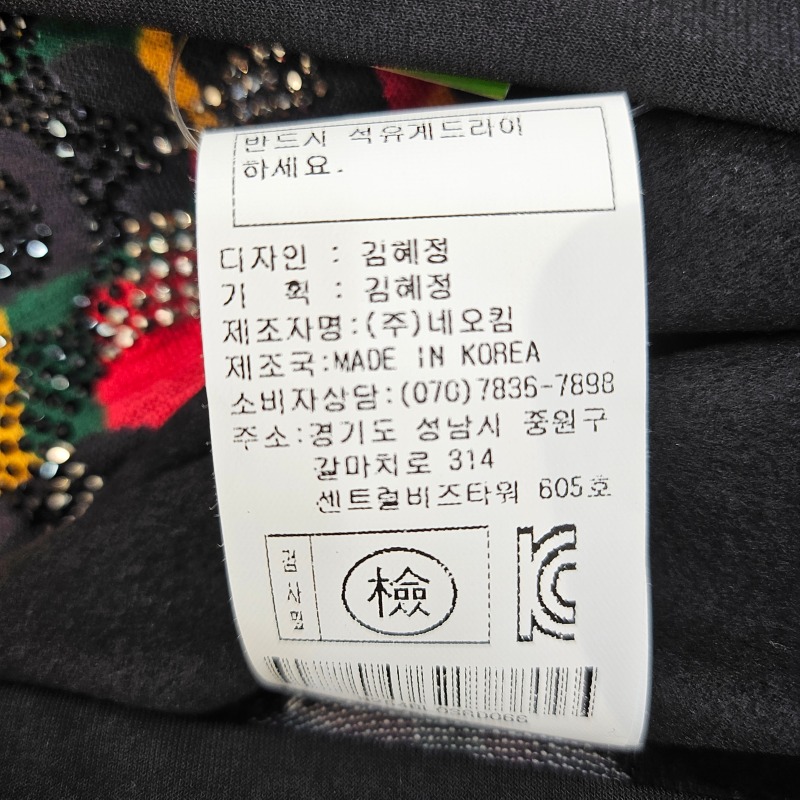 반드시 석유계드라이
하세요.
디자인 : 김혜정
기 획 : 김혜정
제조자명:(주)네오킴
제조국:MADE IN KOREA
소비자상담:(070)7836-7898
주소:경기도 성남시 중원구
갈마치로 314
센트럴비즈타워 605호
검사필
檢
KC